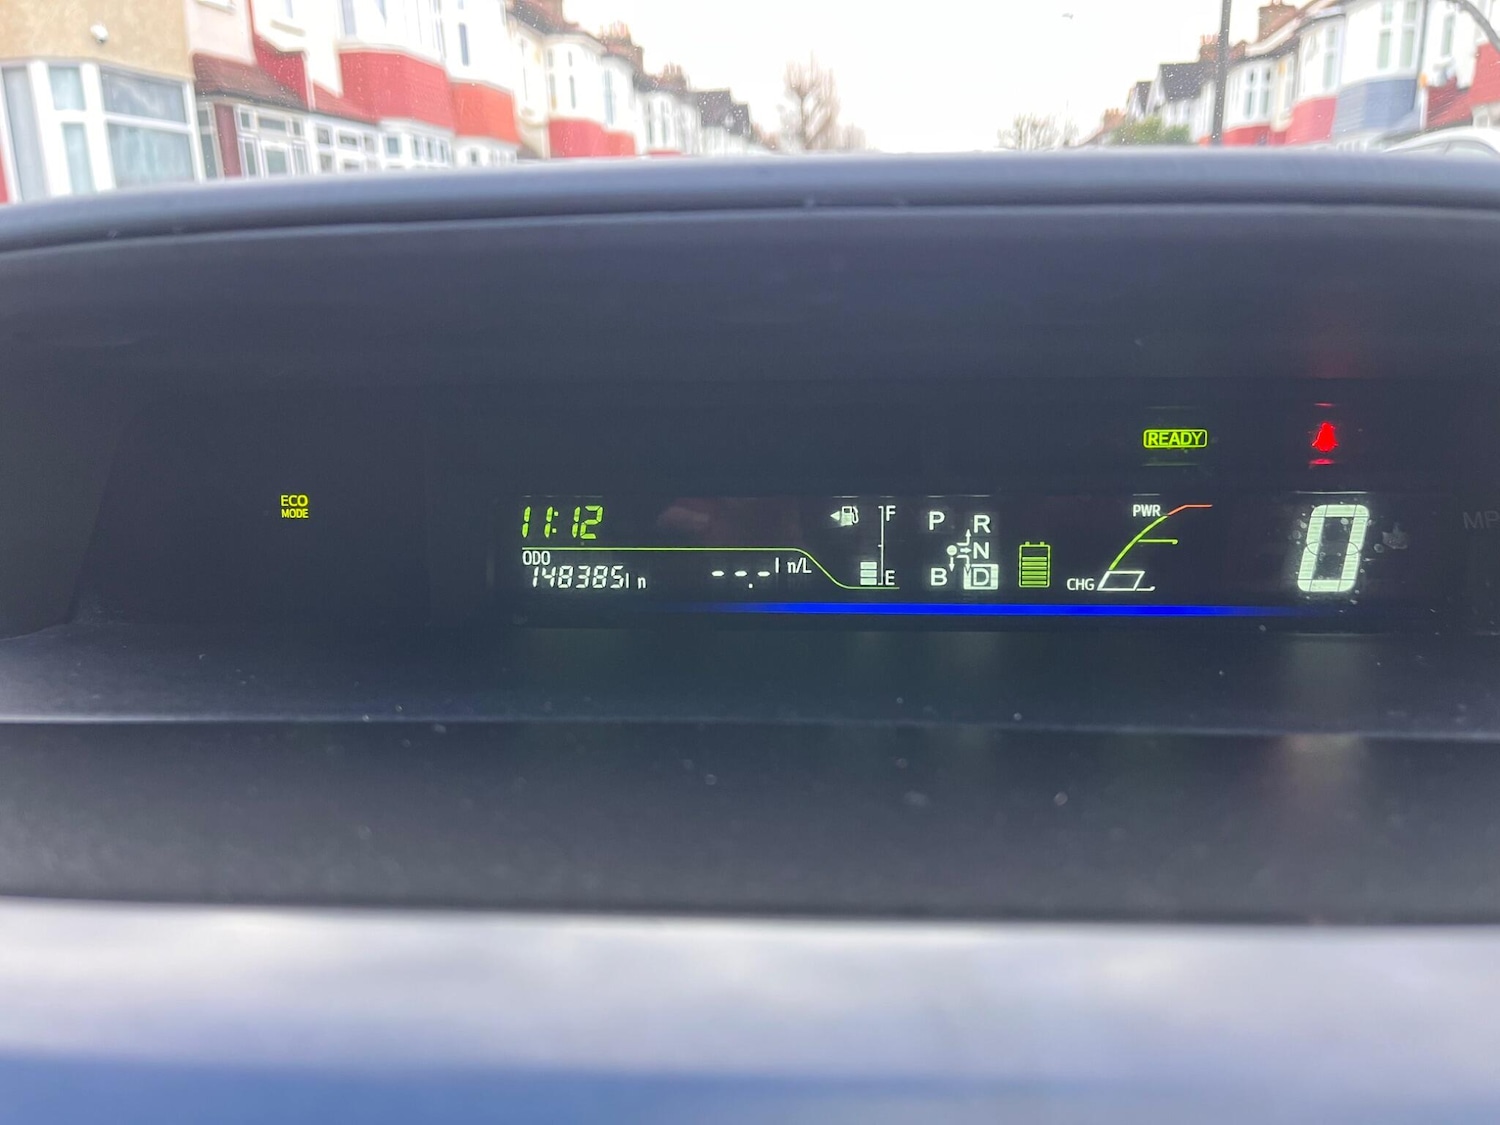 READY
ECO
MODE
PWR
11:12
F
P
R
N
ODO
148385
E
B
D
CHG
0